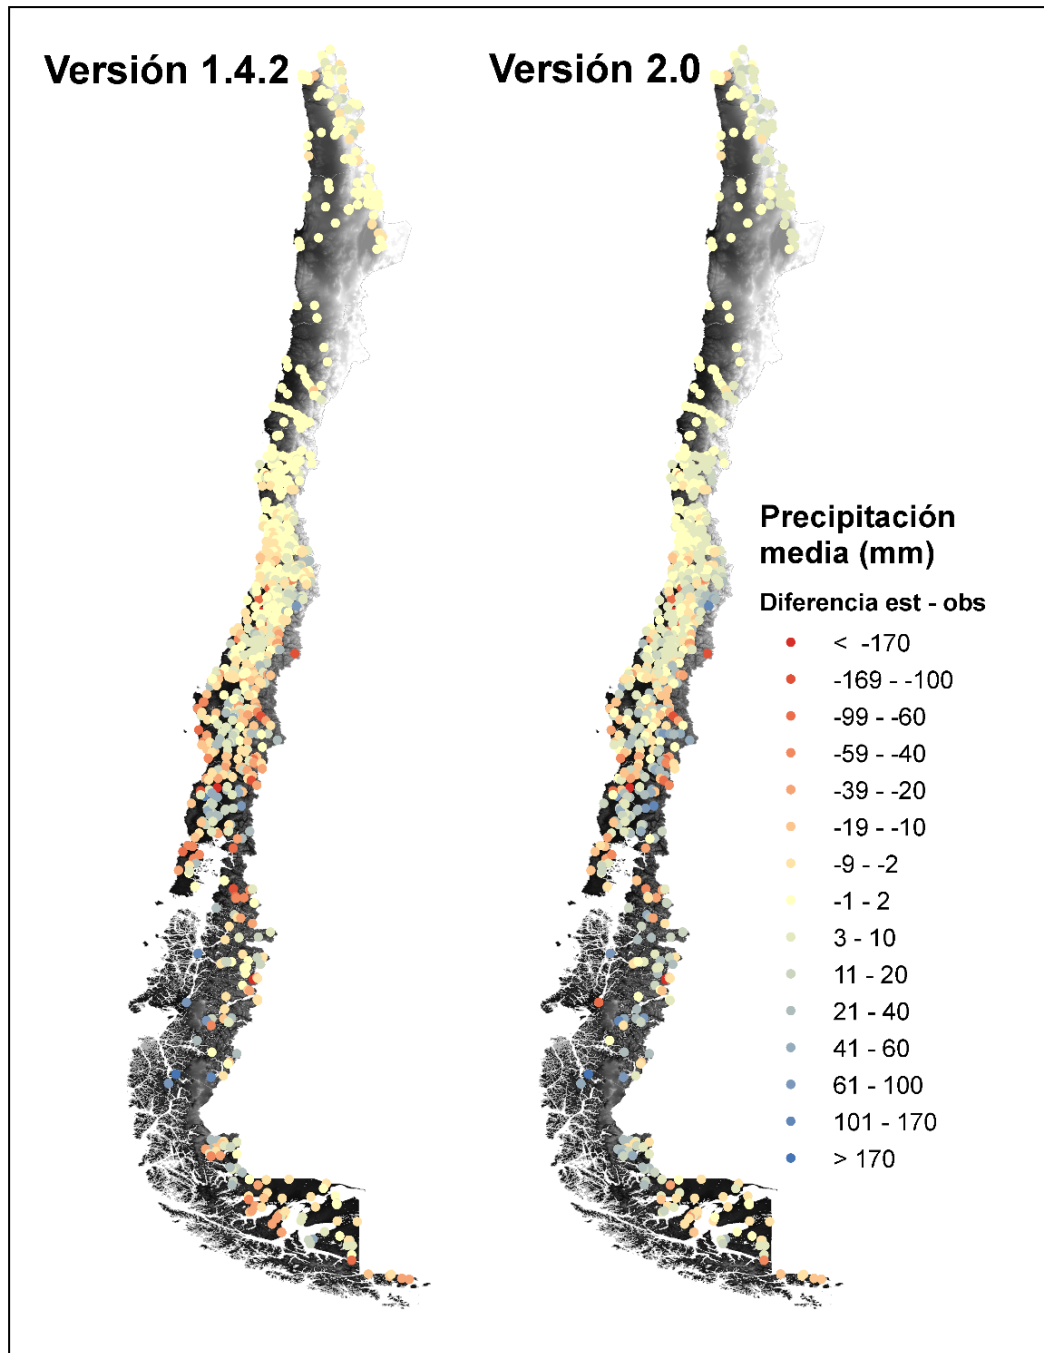 Versión 1.4.2
Versión 2.0
Precipitación
media (mm)
Diferencia est - obs
< -170
-169 - -100
-99 - -60
-59 - -40
-39 - -20
-19 - -10
-9 - -2
-1 - 2
3 - 10
11 - 20
21 - 40
41 - 60
61 - 100
101 - 170
> 170